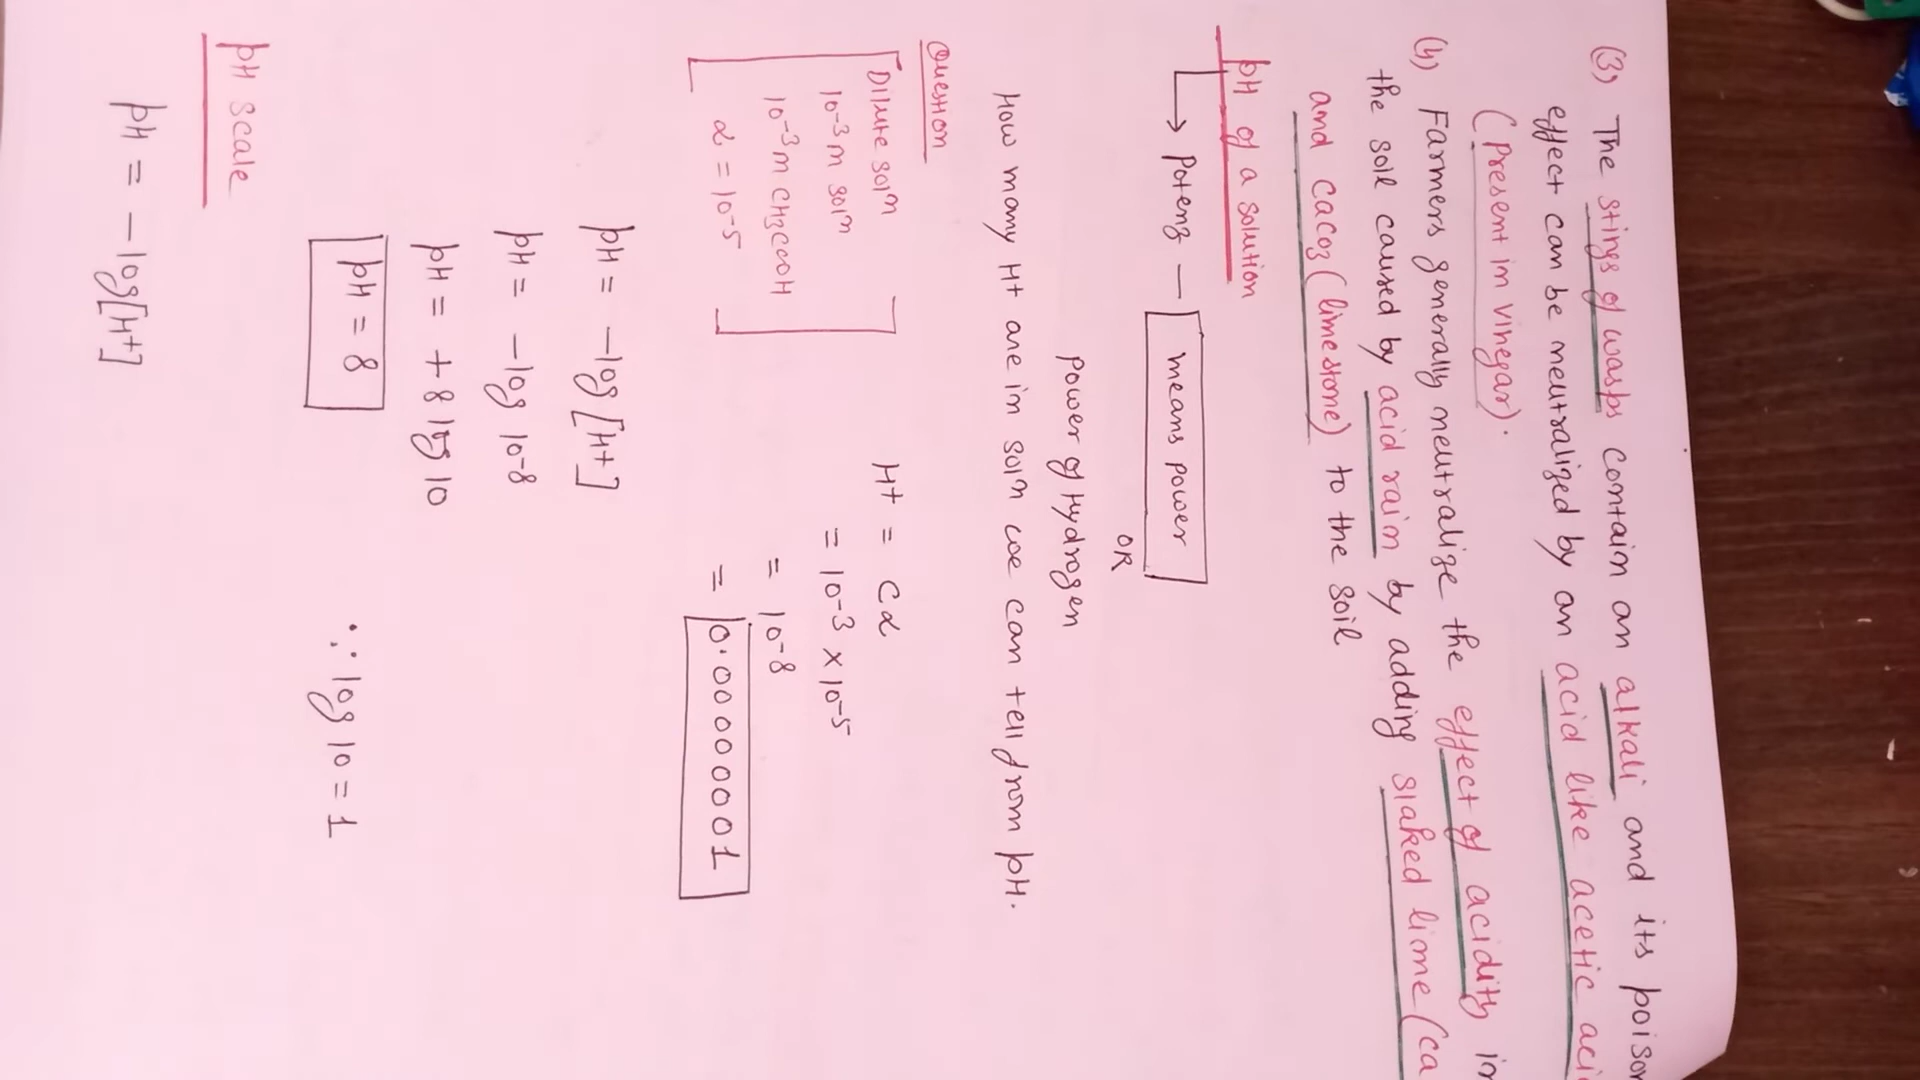 (3) The stings of wasps contain an alkali and its poison
effect can be neutralized by an acid like acetic aci
(Present in vinegar).
(4) Farmers generally neutralize the effect of acidity in
the soil caused by acid rain by adding slaked lime (ca
and caco3 (limestone) to the soil
pH of a solution
→ Potenz — means power
OR
Power of Hydrogen
How many H+ are in soln we can tell from pH.
Question
Dilute soln
10-3 m soln
10-3 m CH3COOH
α = 10-5
H+ = Cα
= 10-3 × 10-5
= 10-8
= 0.00000001
pH = -log [H+]
pH = -log 10-8
pH = +8 log 10
pH = 8
∵ log 10 = 1
pH scale
pH = -log[H+]